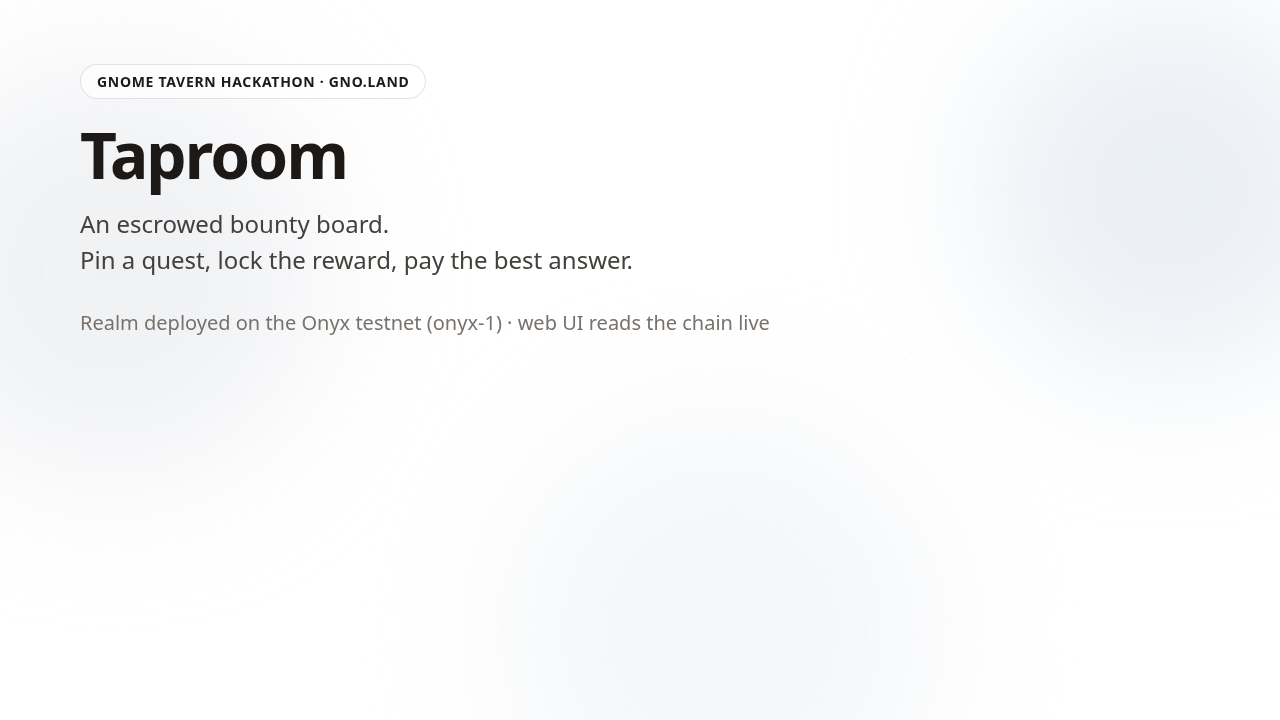 GNOME TAVERN HACKATHON · GNO.LAND
Taproom
An escrowed bounty board.
Pin a quest, lock the reward, pay the best answer.
Realm deployed on the Onyx testnet (onyx-1) · web UI reads the chain live